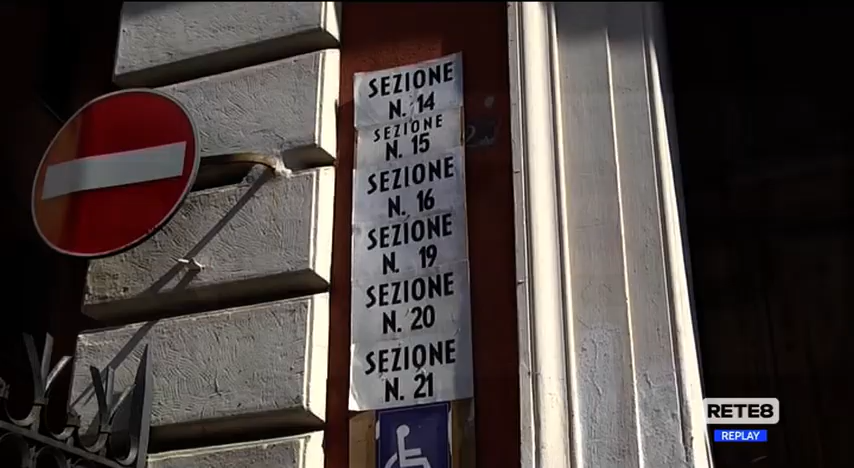 SEZIONE
N. 14
SEZIONE
N. 15
SEZIONE
N. 16
SEZIONE
N. 19
SEZIONE
N. 20
SEZIONE
N. 21
RETE8
REPLAY